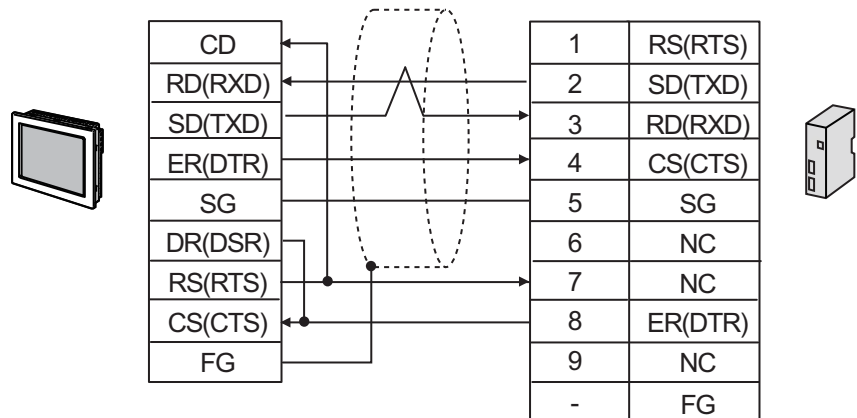 CD
RD(RXD)
SD(TXD)
ER(DTR)
SG
DR(DSR)
RS(RTS)
CS(CTS)
FG
1 RS(RTS)
2 SD(TXD)
3 RD(RXD)
4 CS(CTS)
5 SG
6 NC
7 NC
8 ER(DTR)
9 NC
- FG